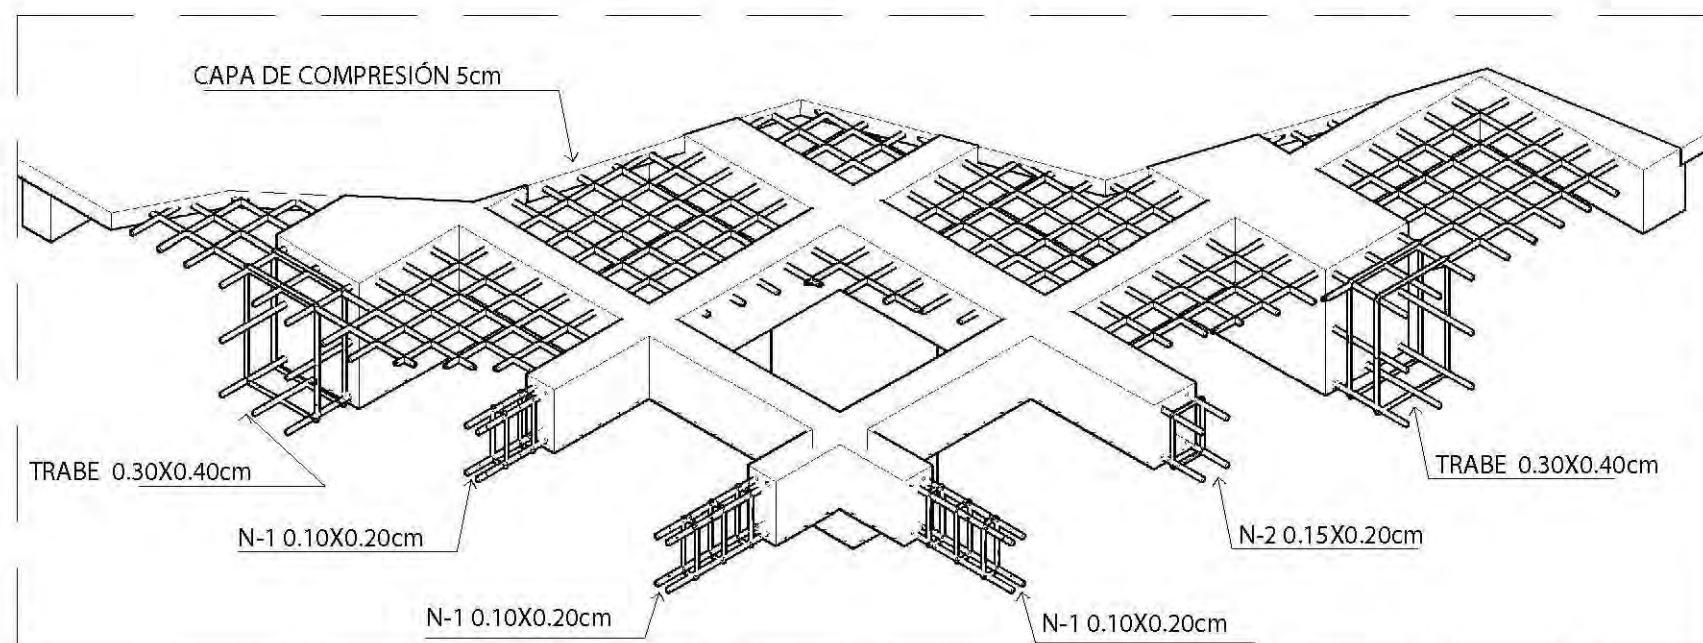 CAPA DE COMPRESIÓN 5cm
TRABE 0.30X0.40cm
TRABE 0.30X0.40cm
N-1 0.10X0.20cm
N-2 0.15X0.20cm
N-1 0.10X0.20cm
N-1 0.10X0.20cm